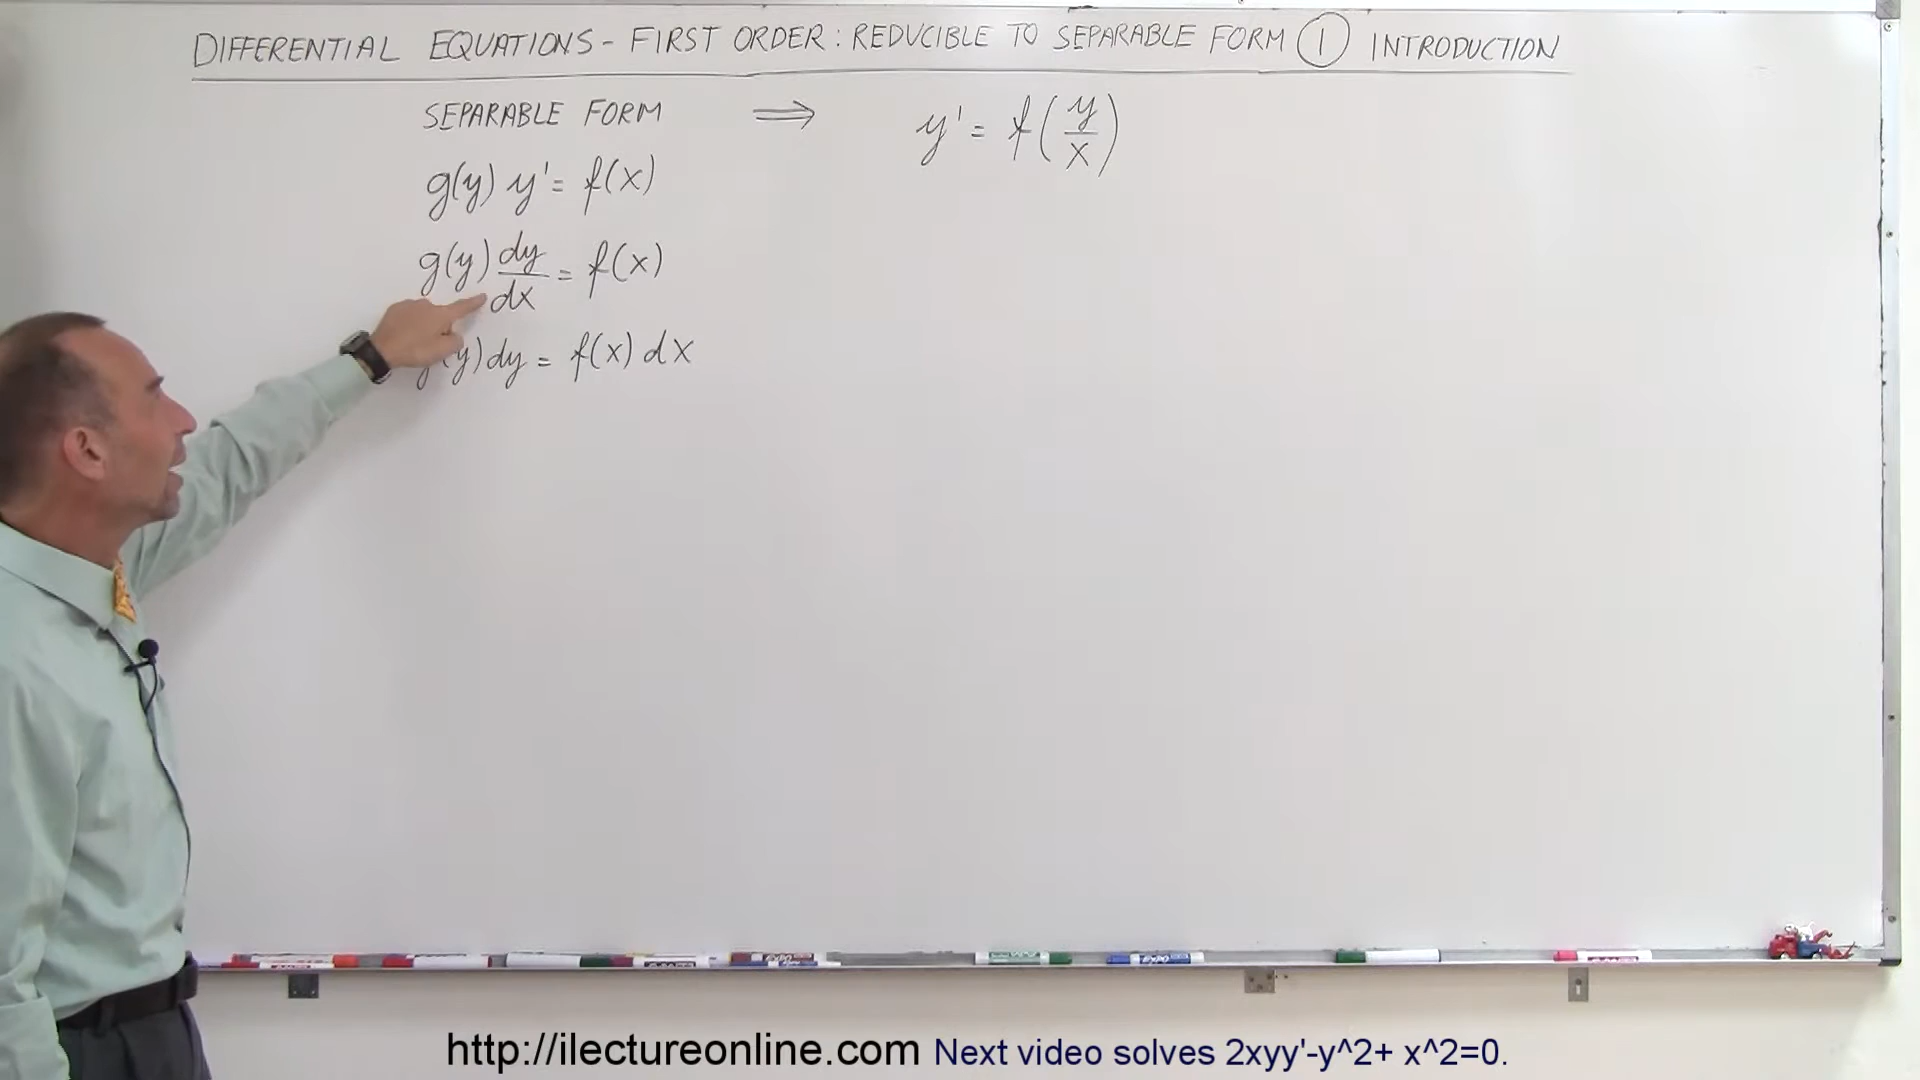 DIFFERENTIAL EQUATIONS - FIRST ORDER: REDUCIBLE TO SEPARABLE FORM ① INTRODUCTION
SEPARABLE FORM ⟹ y' = f(y/x)
g(y) y' = f(x)
g(y) dy/dx = f(x)
g(y) dy = f(x) dx
http://ilectureonline.com Next video solves 2xyy'-y^2+ x^2=0.